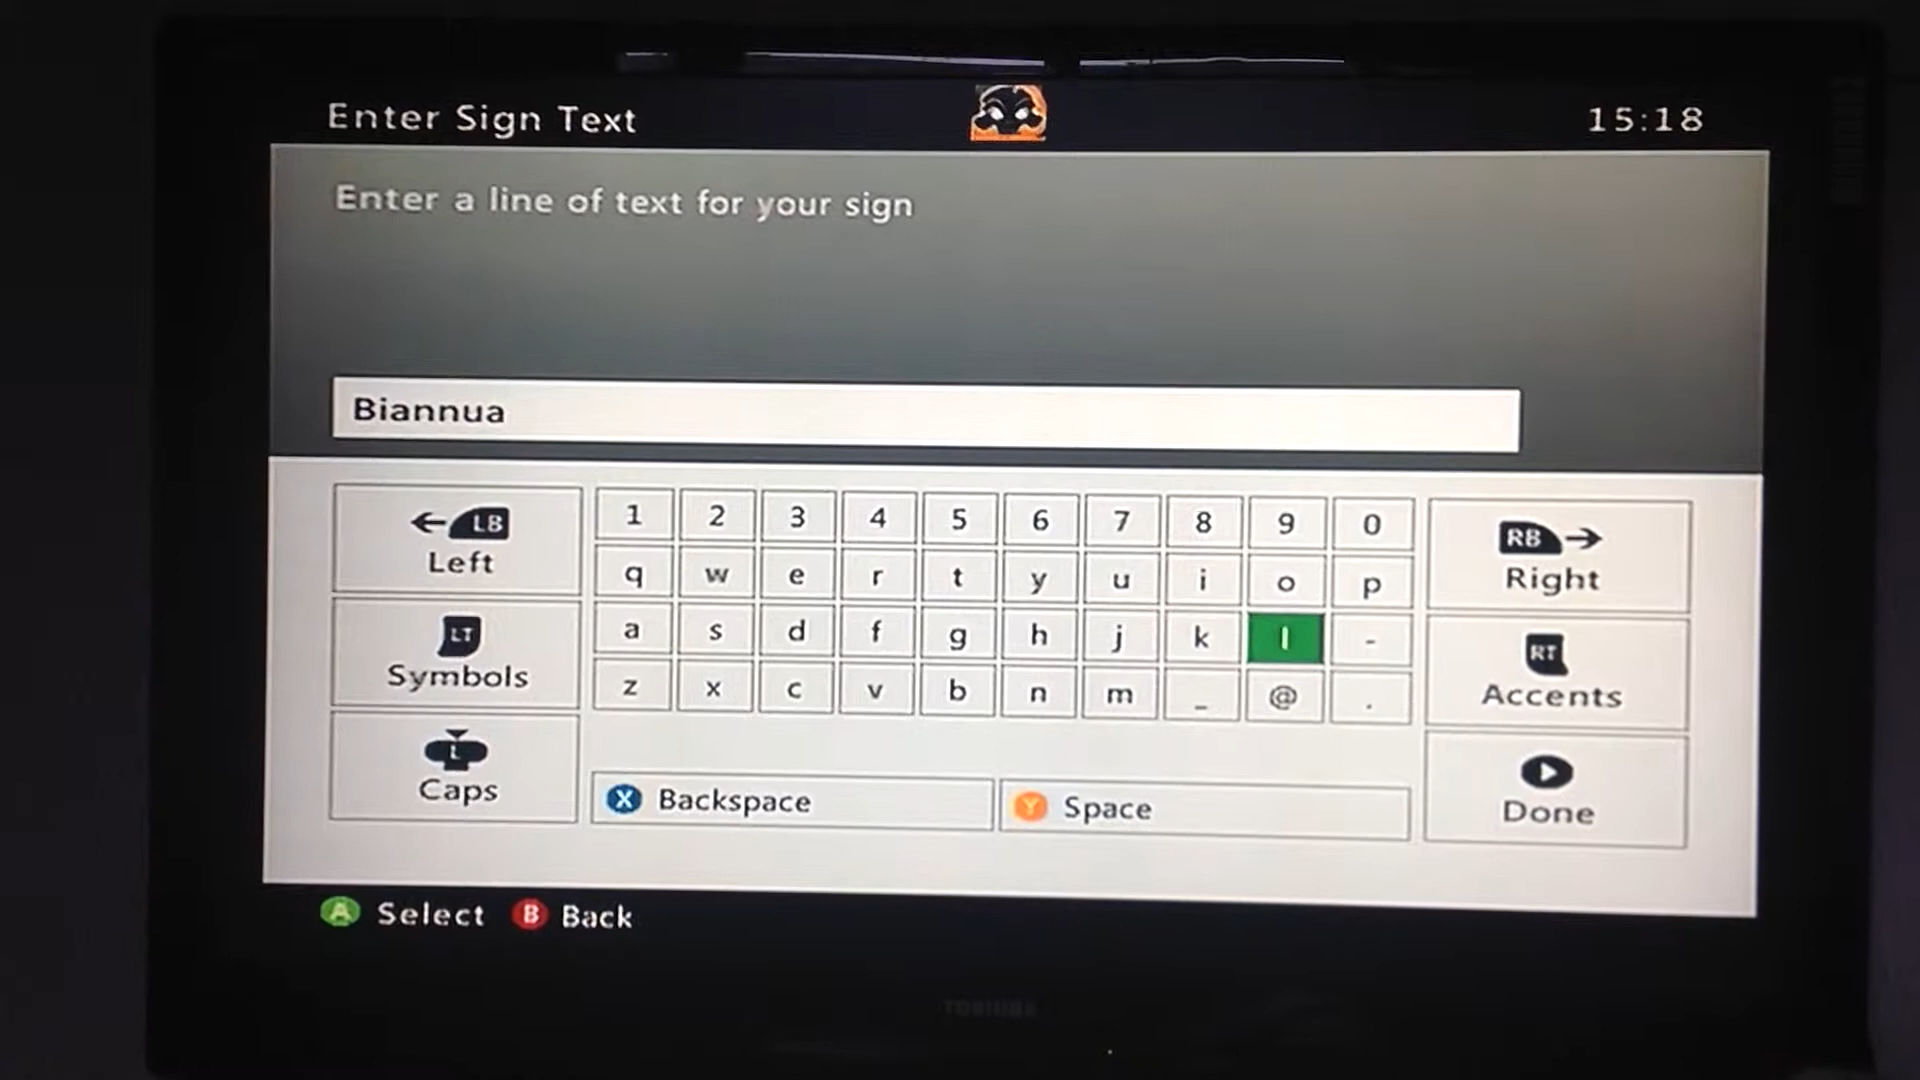 Enter Sign Text
15:18
Enter a line of text for your sign
Biannua
LB
Left
1 2 3 4 5 6 7 8 9 0
RB
Right
q w e r t y u i o p
LT
Symbols
a s d f g h j k l -
RT
Accents
z x c v b n m _ @ .
L
Caps
X Backspace
Y Space
Done
A Select B Back
TOSHIBA